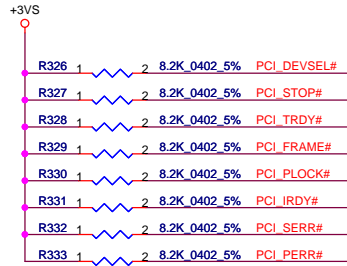 +3VS
R326 1 2 8.2K_0402_5% PCI_DEVSEL#
R327 1 2 8.2K_0402_5% PCI_STOP#
R328 1 2 8.2K_0402_5% PCI_TRDY#
R329 1 2 8.2K_0402_5% PCI_FRAME#
R330 1 2 8.2K_0402_5% PCI_PLOCK#
R331 1 2 8.2K_0402_5% PCI_IRDY#
R332 1 2 8.2K_0402_5% PCI_SERR#
R333 1 2 8.2K_0402_5% PCI_PERR#